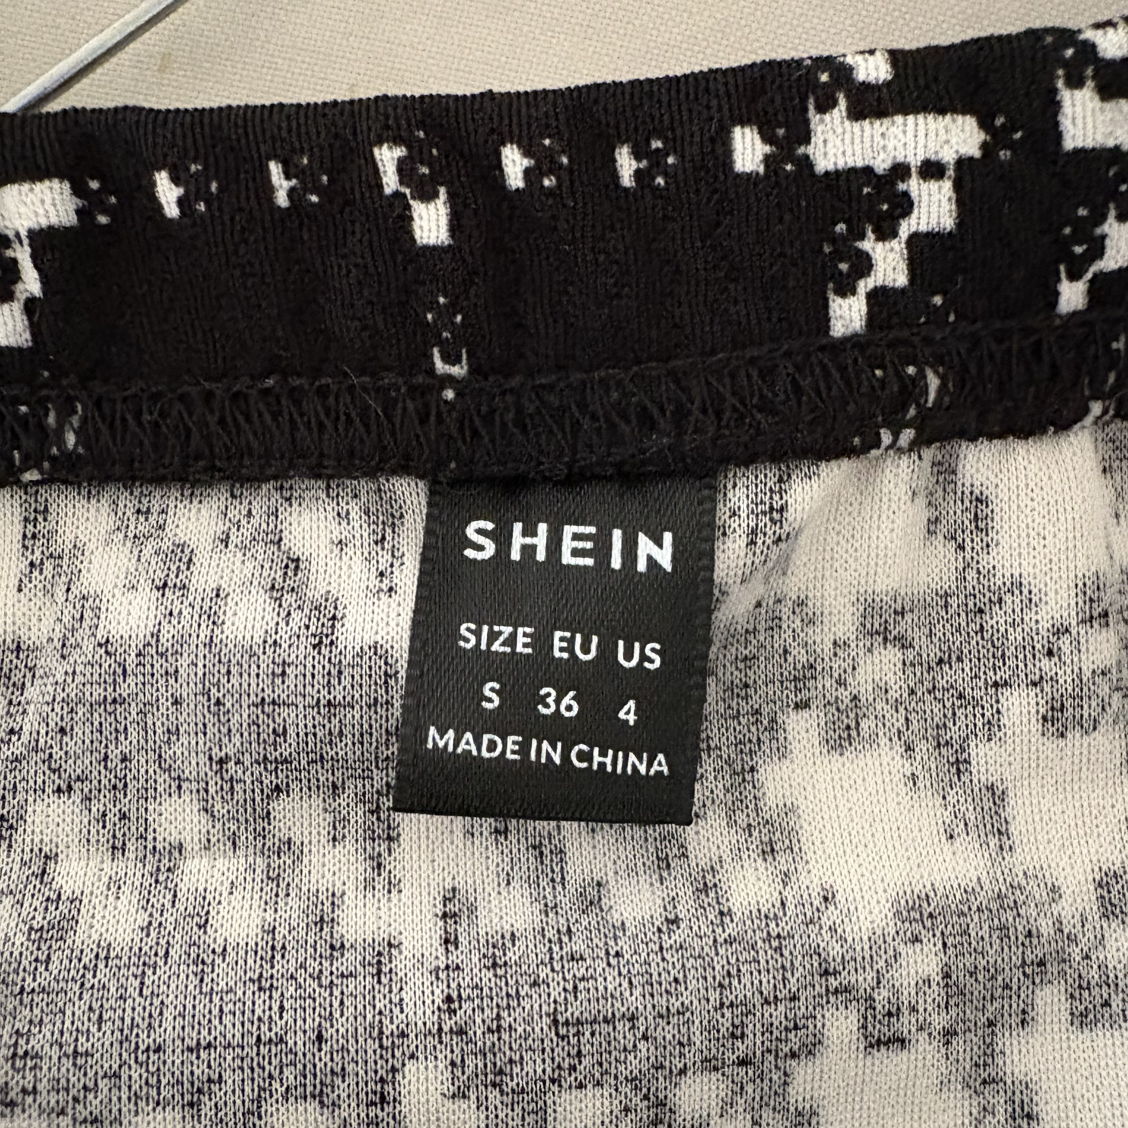 SHEIN
SIZE EU US
S 36 4
MADE IN CHINA